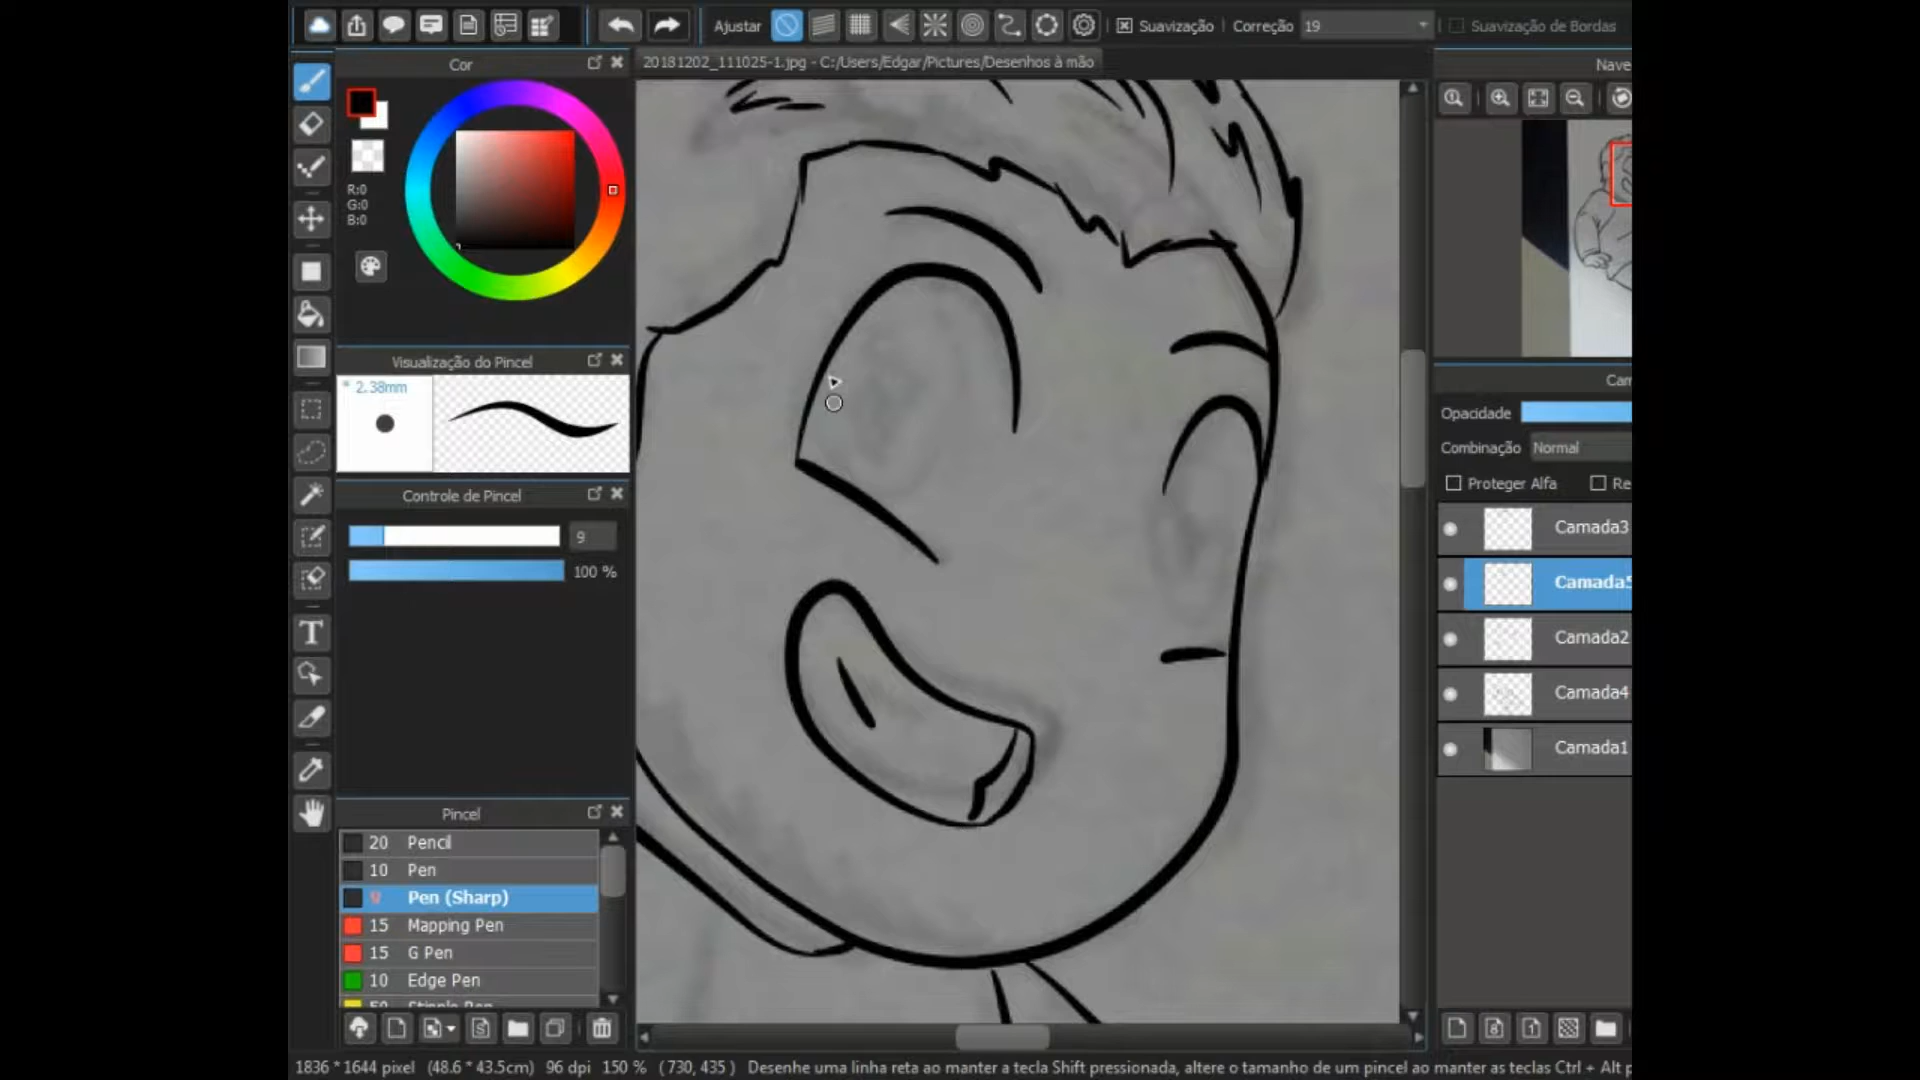 Ajustar
Suavização
Correção 19
Suavização de Bordas
Cor
20181202_111025-1.jpg - C:/Users/Edgar/Pictures/Desenhos à mão
Nave
R:0
G:0
B:0
Visualização do Pincel
* 2.38mm
Controle de Pincel
9
100 %
Pincel
20 Pencil
10 Pen
Pen (Sharp)
15 Mapping Pen
15 G Pen
10 Edge Pen
Cam
Opacidade
Combinação Normal
Proteger Alfa
Re
Camada3
Camada5
Camada2
Camada4
Camada1
1836 * 1644 pixel (48.6 * 43.5cm) 96 dpi 150 % (730, 435 ) Desenhe uma linha reta ao manter a tecla Shift pressionada, altere o tamanho de um pincel ao manter as teclas Ctrl + Alt p